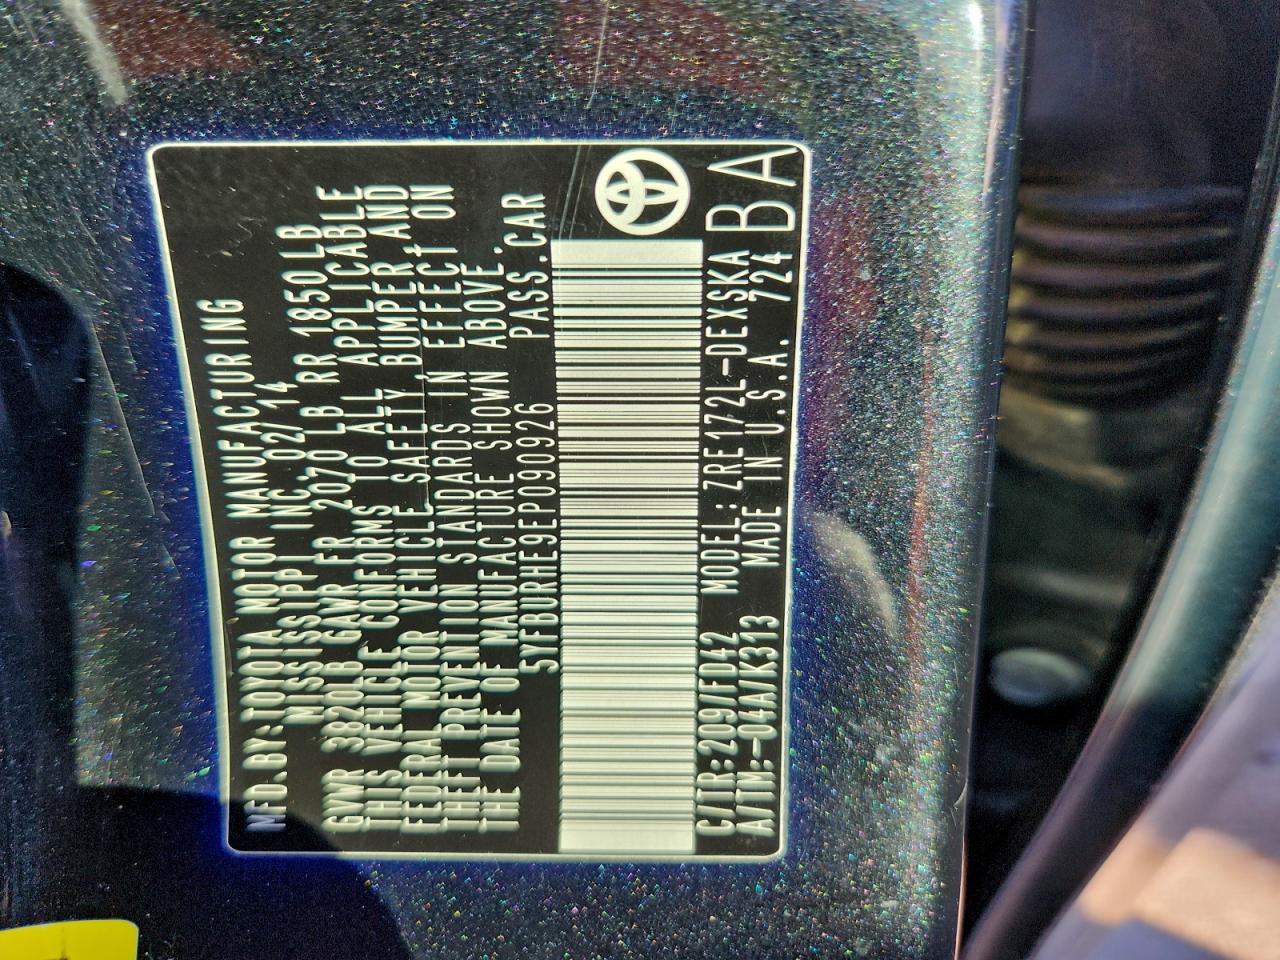 MFD.BY:TOYOTA MOTOR MANUFACTURING
MISSISSIPPI INC. 02/14
GVWR 3820LB GAWR FR 2070 LB RR 1850LB
THIS VEHICLE CONFORMS TO ALL APPLICABLE
FEDERAL MOTOR VEHICLE SAFETY, BUMPER, AND
THEFT PREVENTION STANDARDS IN EFFECT ON
THE DATE OF MANUFACTURE SHOWN ABOVE.
5YFBURHE9EP090926 PASS.CAR
C/TR:209/FD42 MODEL:ZRE172L-DEXSKA B
A/TM:-04A/K313 MADE IN U.S.A. 724 BA